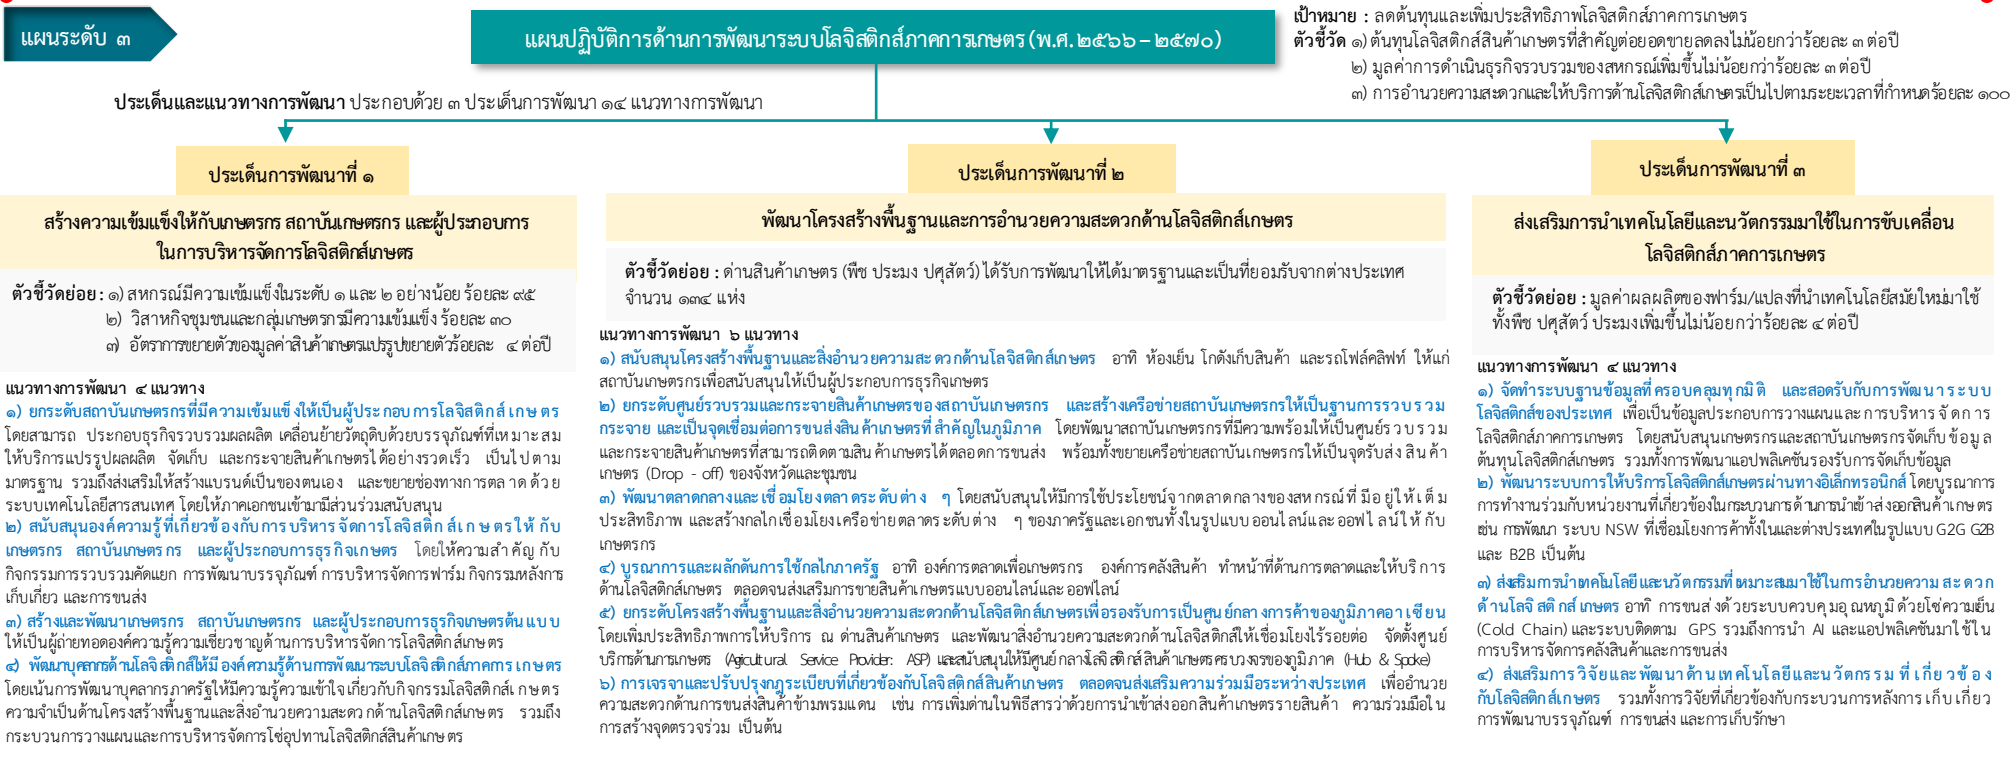 แผนระดับ ๓
แผนปฏิบัติการด้านการพัฒนาระบบโลจิสติกส์ภาคการเกษตร (พ.ศ. ๒๕๖๖ – ๒๕๗๐)
เป้าหมาย : ลดต้นทุนและเพิ่มประสิทธิภาพโลจิสติกส์ภาคการเกษตร
ตัวชี้วัด ๑) ต้นทุนโลจิสติกส์สินค้าเกษตรที่สำคัญต่อยอดขายลดลงไม่น้อยกว่าร้อยละ ๓ ต่อปี
๒) มูลค่าการดำเนินธุรกิจรวบรวมของสหกรณ์เพิ่มขึ้นไม่น้อยกว่าร้อยละ ๓ ต่อปี
๓) การอำนวยความสะดวกและให้บริการด้านโลจิสติกส์เกษตรเป็นไปตามระยะเวลาที่กำหนดร้อยละ ๑๐๐
ประเด็นและแนวทางการพัฒนา ประกอบด้วย ๓ ประเด็นการพัฒนา ๑๔ แนวทางการพัฒนา
ประเด็นการพัฒนาที่ ๑
สร้างความเข้มแข็งให้กับเกษตรกร สถาบันเกษตรกร และผู้ประกอบการ
ในการบริหารจัดการโลจิสติกส์เกษตร
ตัวชี้วัดย่อย : ๑) สหกรณ์มีความเข้มแข็งในระดับ ๑ และ ๒ อย่างน้อย ร้อยละ ๙๕
๒) วิสาหกิจชุมชนและกลุ่มเกษตรกรมีความเข้มแข็ง ร้อยละ ๓๐
๓) อัตราการขยายตัวของมูลค่าสินค้าเกษตรแปรรูปขยายตัวร้อยละ ๔ ต่อปี
แนวทางการพัฒนา ๔ แนวทาง
๑) ยกระดับสถาบันเกษตรกรที่มีความเข้มแข็งให้เป็นผู้ประกอบการโลจิสติกส์เกษตร
โดยสามารถ ประกอบธุรกิจรวบรวมผลผลิต เคลื่อนย้ายวัตถุดิบด้วยบรรจุภัณฑ์ที่เหมาะสม
ให้บริการแปรรูปผลผลิต จัดเก็บ และกระจายสินค้าเกษตรได้อย่างรวดเร็ว เป็นไปตาม
มาตรฐาน รวมถึงส่งเสริมให้สร้างแบรนด์เป็นของตนเอง และขยายช่องทางการตลาดด้วย
ระบบเทคโนโลยีสารสนเทศ โดยให้ภาคเอกชนเข้ามามีส่วนร่วมสนับสนุน
๒) สนับสนุนองค์ความรู้ที่เกี่ยวข้องกับการบริหารจัดการโลจิสติกส์เกษตรให้กับ
เกษตรกร สถาบันเกษตรกร และผู้ประกอบการธุรกิจเกษตร โดยให้ความสำคัญกับ
กิจกรรมการรวบรวมคัดแยก การพัฒนาบรรจุภัณฑ์ การบริหารจัดการฟาร์ม กิจกรรมหลังการ
เก็บเกี่ยว และการขนส่ง
๓) สร้างและพัฒนาเกษตรกร สถาบันเกษตรกร และผู้ประกอบการธุรกิจเกษตรต้นแบบ
ให้เป็นผู้ถ่ายทอดองค์ความรู้ความเชี่ยวชาญด้านการบริหารจัดการโลจิสติกส์เกษตร
๔) พัฒนาบุคลากรด้านโลจิสติกส์ให้มีองค์ความรู้ด้านการพัฒนาระบบโลจิสติกส์ภาคการเกษตร
โดยเน้นการพัฒนาบุคลากรภาครัฐให้มีความรู้ความเข้าใจเกี่ยวกับกิจกรรมโลจิสติกส์เกษตร
ความจำเป็นด้านโครงสร้างพื้นฐานและสิ่งอำนวยความสะดวกด้านโลจิสติกส์เกษตร รวมถึง
กระบวนการวางแผนและการบริหารจัดการโซ่อุปทานโลจิสติกส์สินค้าเกษตร
ประเด็นการพัฒนาที่ ๒
พัฒนาโครงสร้างพื้นฐานและการอำนวยความสะดวกด้านโลจิสติกส์เกษตร
ตัวชี้วัดย่อย : ด่านสินค้าเกษตร (พืช ประมง ปศุสัตว์) ได้รับการพัฒนาให้ได้มาตรฐานและเป็นที่ยอมรับจากต่างประเทศ
จำนวน ๑๓๔ แห่ง
แนวทางการพัฒนา ๖ แนวทาง
๑) สนับสนุนโครงสร้างพื้นฐานและสิ่งอำนวยความสะดวกด้านโลจิสติกส์เกษตร อาทิ ห้องเย็น โกดังเก็บสินค้า และรถโฟล์คลิฟท์ ให้แก่
สถาบันเกษตรกรเพื่อสนับสนุนให้เป็นผู้ประกอบการธุรกิจเกษตร
๒) ยกระดับศูนย์รวบรวมและกระจายสินค้าเกษตรของสถาบันเกษตรกร และสร้างเครือข่ายสถาบันเกษตรกรให้เป็นฐานการรวบรวม
กระจาย และเป็นจุดเชื่อมต่อการขนส่งสินค้าเกษตรที่สำคัญในภูมิภาค โดยพัฒนาสถาบันเกษตรกรที่มีความพร้อมให้เป็นศูนย์รวบรวม
และกระจายสินค้าเกษตรที่สามารถติดตามสินค้าเกษตรได้ตลอดการขนส่ง พร้อมทั้งขยายเครือข่ายสถาบันเกษตรกรให้เป็นจุดรับส่งสินค้า
เกษตร (Drop - off) ของจังหวัดและชุมชน
๓) พัฒนาตลาดกลางและเชื่อมโยงตลาดระดับต่าง ๆ โดยสนับสนุนให้มีการใช้ประโยชน์จากตลาดกลางของสหกรณ์ที่มีอยู่ให้เต็ม
ประสิทธิภาพ และสร้างกลไกเชื่อมโยงเครือข่ายตลาดระดับต่าง ๆ ของภาครัฐและเอกชนทั้งในรูปแบบออนไลน์และออฟไลน์ให้กับ
เกษตรกร
๔) บูรณาการและผลักดันการใช้กลไกภาครัฐ อาทิ องค์การตลาดเพื่อเกษตรกร องค์การคลังสินค้า ทำหน้าที่ด้านการตลาดและให้บริการ
ด้านโลจิสติกส์เกษตร ตลอดจนส่งเสริมการขายสินค้าเกษตรแบบออนไลน์และออฟไลน์
๕) ยกระดับโครงสร้างพื้นฐานและสิ่งอำนวยความสะดวกด้านโลจิสติกส์เกษตรเพื่อรองรับการเป็นศูนย์กลางการค้าของภูมิภาคอาเซียน
โดยเพิ่มประสิทธิภาพการให้บริการ ณ ด่านสินค้าเกษตร และพัฒนาสิ่งอำนวยความสะดวกด้านโลจิสติกส์ให้เชื่อมโยงไร้รอยต่อ จัดตั้งศูนย์
บริการด้านการเกษตร (Agricultural Service Provider: ASP) และสนับสนุนให้มีศูนย์กลางโลจิสติกส์สินค้าเกษตรครบวงจรของภูมิภาค (Hub & Spoke)
๖) การเจรจาและปรับปรุงกฎระเบียบที่เกี่ยวข้องกับโลจิสติกส์สินค้าเกษตร ตลอดจนส่งเสริมความร่วมมือระหว่างประเทศ เพื่ออำนวย
ความสะดวกด้านการขนส่งสินค้าข้ามพรมแดน เช่น การเพิ่มด่านในพิธีสารว่าด้วยการนำเข้าส่งออกสินค้าเกษตรรายสินค้า ความร่วมมือใน
การสร้างจุดตรวจร่วม เป็นต้น
ประเด็นการพัฒนาที่ ๓
ส่งเสริมการนำเทคโนโลยีและนวัตกรรมมาใช้ในการขับเคลื่อน
โลจิสติกส์ภาคการเกษตร
ตัวชี้วัดย่อย : มูลค่าผลผลิตของฟาร์ม/แปลงที่นำเทคโนโลยีสมัยใหม่มาใช้
ทั้งพืช ปศุสัตว์ ประมงเพิ่มขึ้นไม่น้อยกว่าร้อยละ ๔ ต่อปี
แนวทางการพัฒนา ๔ แนวทาง
๑) จัดทำระบบฐานข้อมูลที่ครอบคลุมทุกมิติ และสอดรับกับการพัฒนาระบบ
โลจิสติกส์ของประเทศ เพื่อเป็นข้อมูลประกอบการวางแผนและการบริหารจัดการ
โลจิสติกส์ภาคการเกษตร โดยสนับสนุนเกษตรกรและสถาบันเกษตรกรจัดเก็บข้อมูล
ต้นทุนโลจิสติกส์เกษตร รวมทั้งการพัฒนาแอปพลิเคชันรองรับการจัดเก็บข้อมูล
๒) พัฒนาระบบการให้บริการโลจิสติกส์เกษตรผ่านทางอิเล็กทรอนิกส์ โดยบูรณาการ
การทำงานร่วมกับหน่วยงานที่เกี่ยวข้องในกระบวนการด้านการนำเข้าส่งออกสินค้าเกษตร
เช่น การพัฒนา ระบบ NSW ที่เชื่อมโยงการค้าทั้งในและต่างประเทศในรูปแบบ G2G G2B
และ B2B เป็นต้น
๓) ส่งเสริมการนำเทคโนโลยีและนวัตกรรมที่เหมาะสมมาใช้ในการอำนวยความสะดวก
ด้านโลจิสติกส์เกษตร อาทิ การขนส่งด้วยระบบควบคุมอุณหภูมิด้วยโซ่ความเย็น
(Cold Chain) และระบบติดตาม GPS รวมถึงการนำ AI และแอปพลิเคชันมาใช้ใน
การบริหารจัดการคลังสินค้าและการขนส่ง
๔) ส่งเสริมการวิจัยและพัฒนาด้านเทคโนโลยีและนวัตกรรมที่เกี่ยวข้อง
กับโลจิสติกส์เกษตร รวมทั้งการวิจัยที่เกี่ยวข้องกับกระบวนการหลังการเก็บเกี่ยว
การพัฒนาบรรจุภัณฑ์ การขนส่ง และการเก็บรักษา